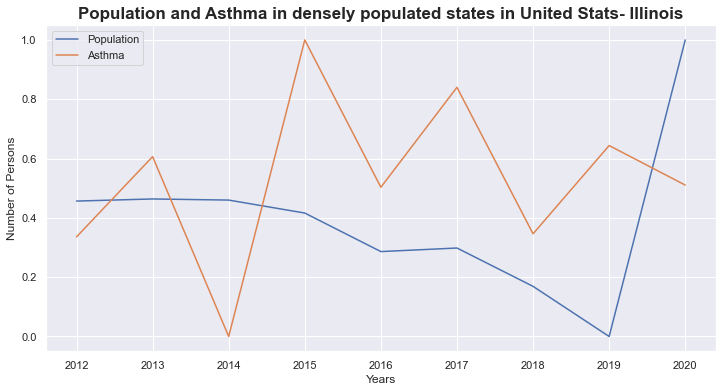 Population and Asthma in densely populated states in United Stats- Illinois
Population
Asthma
1.0
0.8
0.6
0.4
0.2
0.0
Number of Persons
2012 2013 2014 2015 2016 2017 2018 2019 2020
Years